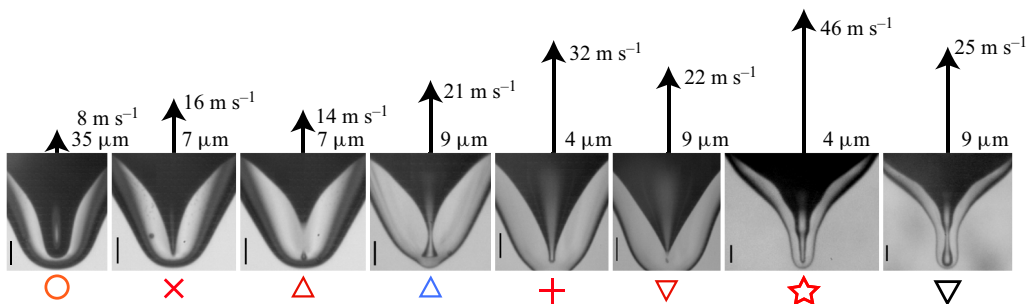 8 m s⁻¹
35 μm
16 m s⁻¹
7 μm
14 m s⁻¹
7 μm
21 m s⁻¹
9 μm
32 m s⁻¹
4 μm
22 m s⁻¹
9 μm
46 m s⁻¹
4 μm
25 m s⁻¹
9 μm